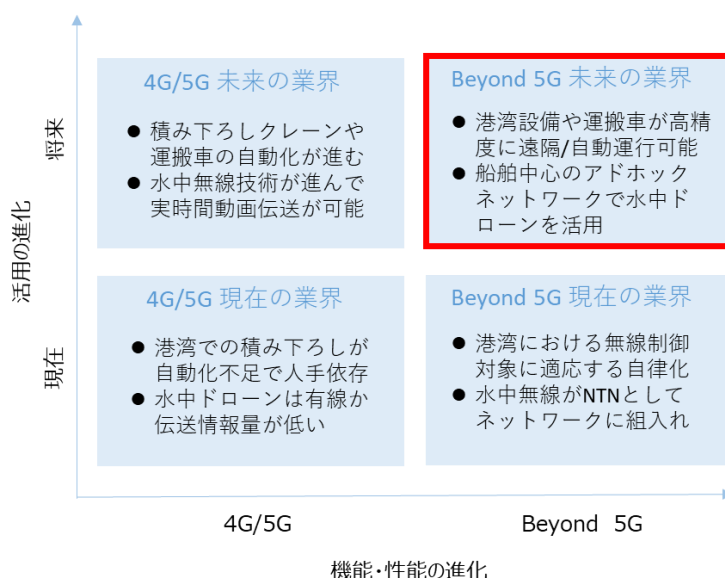 活用の進化
将来
現在
4G/5G 未来の業界
● 積み下ろしクレーンや
運搬車の自動化が進む
● 水中無線技術が進んで
実時間動画伝送が可能
Beyond 5G 未来の業界
● 港湾設備や運搬車が高精
度に遠隔/自動運行可能
● 船舶中心のアドホック
ネットワークで水中ド
ローンを活用
4G/5G 現在の業界
● 港湾での積み下ろしが
自動化不足で人手依存
● 水中ドローンは有線か
伝送情報量が低い
Beyond 5G 現在の業界
● 港湾における無線制御
対象に適応する自律化
● 水中無線がNTNとして
ネットワークに組入れ
4G/5G
Beyond 5G
機能・性能の進化